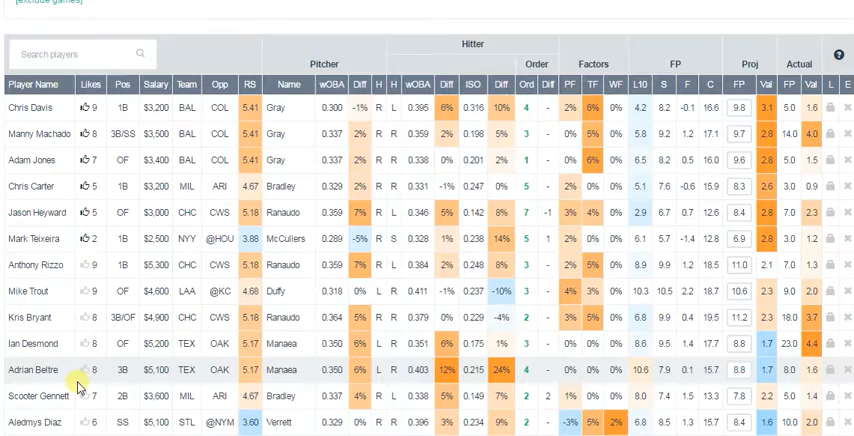 [exclude games]
Search players
Hitter
Pitcher Order Factors FP Proj Actual ?
Player Name Likes Pos Salary Team Opp RS Name wOBA Diff H H wOBA Diff ISO Diff Ord Diff PF TF WF L10 S F C FP Val FP Val L E
Chris Davis 9 1B $3,200 BAL COL 5.41 Gray 0.300 -1% R L 0.395 6% 0.316 10% 4 - 2% 6% 0% 4.2 8.2 -0.1 16.6 9.8 3.1 5.0 1.6
Manny Machado 8 3B/SS $3,500 BAL COL 5.41 Gray 0.337 2% R R 0.359 2% 0.198 5% 3 - 0% 5% 0% 5.8 9.2 1.2 17.1 9.7 2.8 14.0 4.0
Adam Jones 7 OF $3,400 BAL COL 5.41 Gray 0.337 2% R R 0.338 0% 0.201 2% 1 - 0% 6% 0% 6.5 8.2 0.5 16.0 9.6 2.8 5.0 1.5
Chris Carter 5 1B $3,200 MIL ARI 4.67 Bradley 0.329 2% R R 0.331 -1% 0.247 0% 5 - 2% 0% 0% 5.1 7.6 -0.6 15.9 8.3 2.6 3.0 0.9
Jason Heyward 5 OF $3,000 CHC CWS 5.18 Ranaudo 0.359 7% R L 0.346 5% 0.142 8% 7 -1 3% 4% 0% 2.9 6.7 0.7 12.6 8.4 2.8 7.0 2.3
Mark Teixeira 2 1B $2,500 NYY @HOU 3.88 McCullers 0.289 -5% R S 0.328 1% 0.238 14% 5 1 2% 0% 0% 6.1 5.7 -1.4 12.8 6.9 2.8 3.0 1.2
Anthony Rizzo 9 1B $5,300 CHC CWS 5.18 Ranaudo 0.359 7% R L 0.384 2% 0.248 8% 3 - 2% 5% 0% 8.9 9.9 1.2 18.5 11.0 2.1 7.0 1.3
Mike Trout 9 OF $4,600 LAA @KC 4.68 Duffy 0.318 0% L R 0.411 -1% 0.237 -10% 3 - 4% 3% 0% 10.3 10.5 2.2 18.7 10.6 2.3 9.0 2.0
Kris Bryant 8 3B/OF $4,900 CHC CWS 5.18 Ranaudo 0.364 5% R R 0.379 0% 0.229 -4% 2 - 3% 5% 0% 6.8 9.9 0.4 19.5 11.2 2.3 18.0 3.7
Ian Desmond 8 OF $5,200 TEX OAK 5.17 Manaea 0.350 6% L R 0.351 6% 0.175 1% 3 - 0% 0% 0% 8.6 9.5 1.4 17.7 8.8 1.7 23.0 4.4
Adrian Beltre 8 3B $5,100 TEX OAK 5.17 Manaea 0.350 6% L R 0.403 12% 0.215 24% 4 - 0% 0% 0% 10.6 7.9 0.1 15.7 8.8 1.7 8.0 1.6
Scooter Gennett 7 2B $3,600 MIL ARI 4.67 Bradley 0.337 4% R L 0.338 5% 0.149 7% 2 2 1% 0% 0% 8.0 7.4 1.5 13.3 7.8 2.2 5.0 1.4
Aledmys Diaz 6 SS $5,100 STL @NYM 3.60 Verrett 0.329 0% R R 0.396 3% 0.234 9% 2 - -3% 5% 2% 6.8 8.5 1.3 15.7 8.4 1.6 10.0 2.0